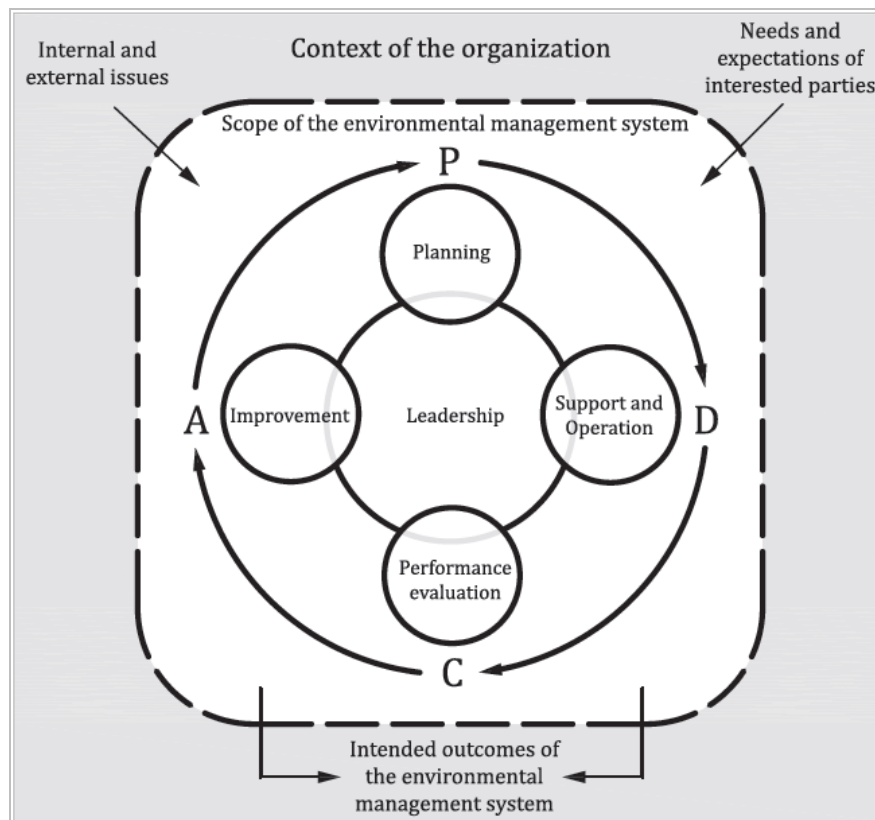 Internal and
external issues
Context of the organization
Needs and
expectations of
interested parties
Scope of the environmental management system
P
Planning
A
Improvement
Leadership
Support and
Operation
D
Performance
evaluation
C
Intended outcomes of
the environmental
management system